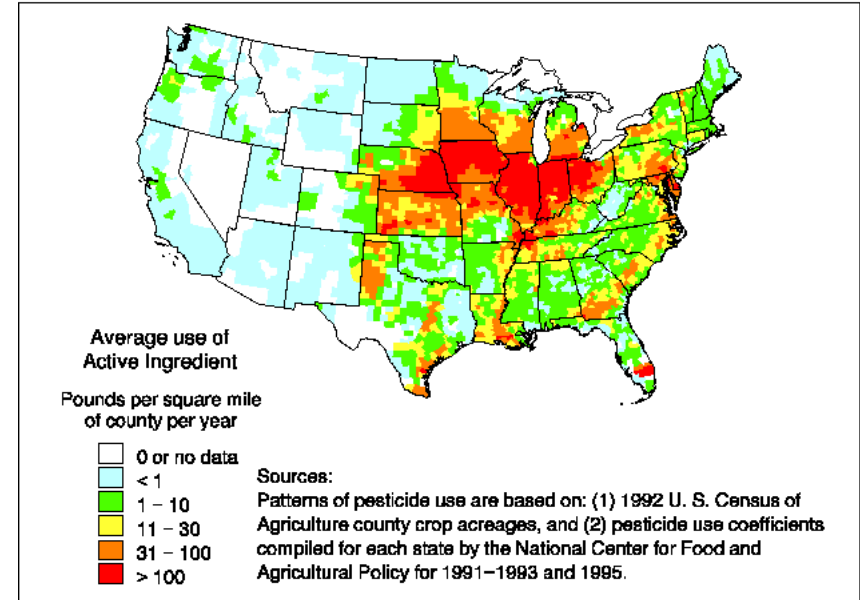 Average use of
Active Ingredient
Pounds per square mile
of county per year
0 or no data
< 1
1 – 10
11 – 30
31 – 100
> 100
Sources:
Patterns of pesticide use are based on: (1) 1992 U. S. Census of
Agriculture county crop acreages, and (2) pesticide use coefficients
compiled for each state by the National Center for Food and
Agricultural Policy for 1991–1993 and 1995.